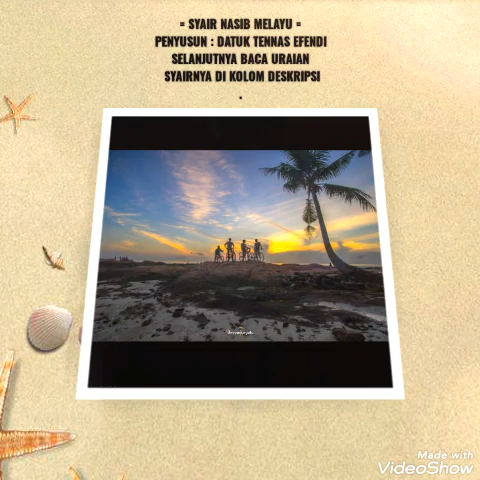 = SYAIR NASIB MELAYU =
PENYUSUN : DATUK TENNAS EFENDI
SELANJUTNYA BACA URAIAN
SYAIRNYA DI KOLOM DESKRIPSI
.
Made with
VideoShow